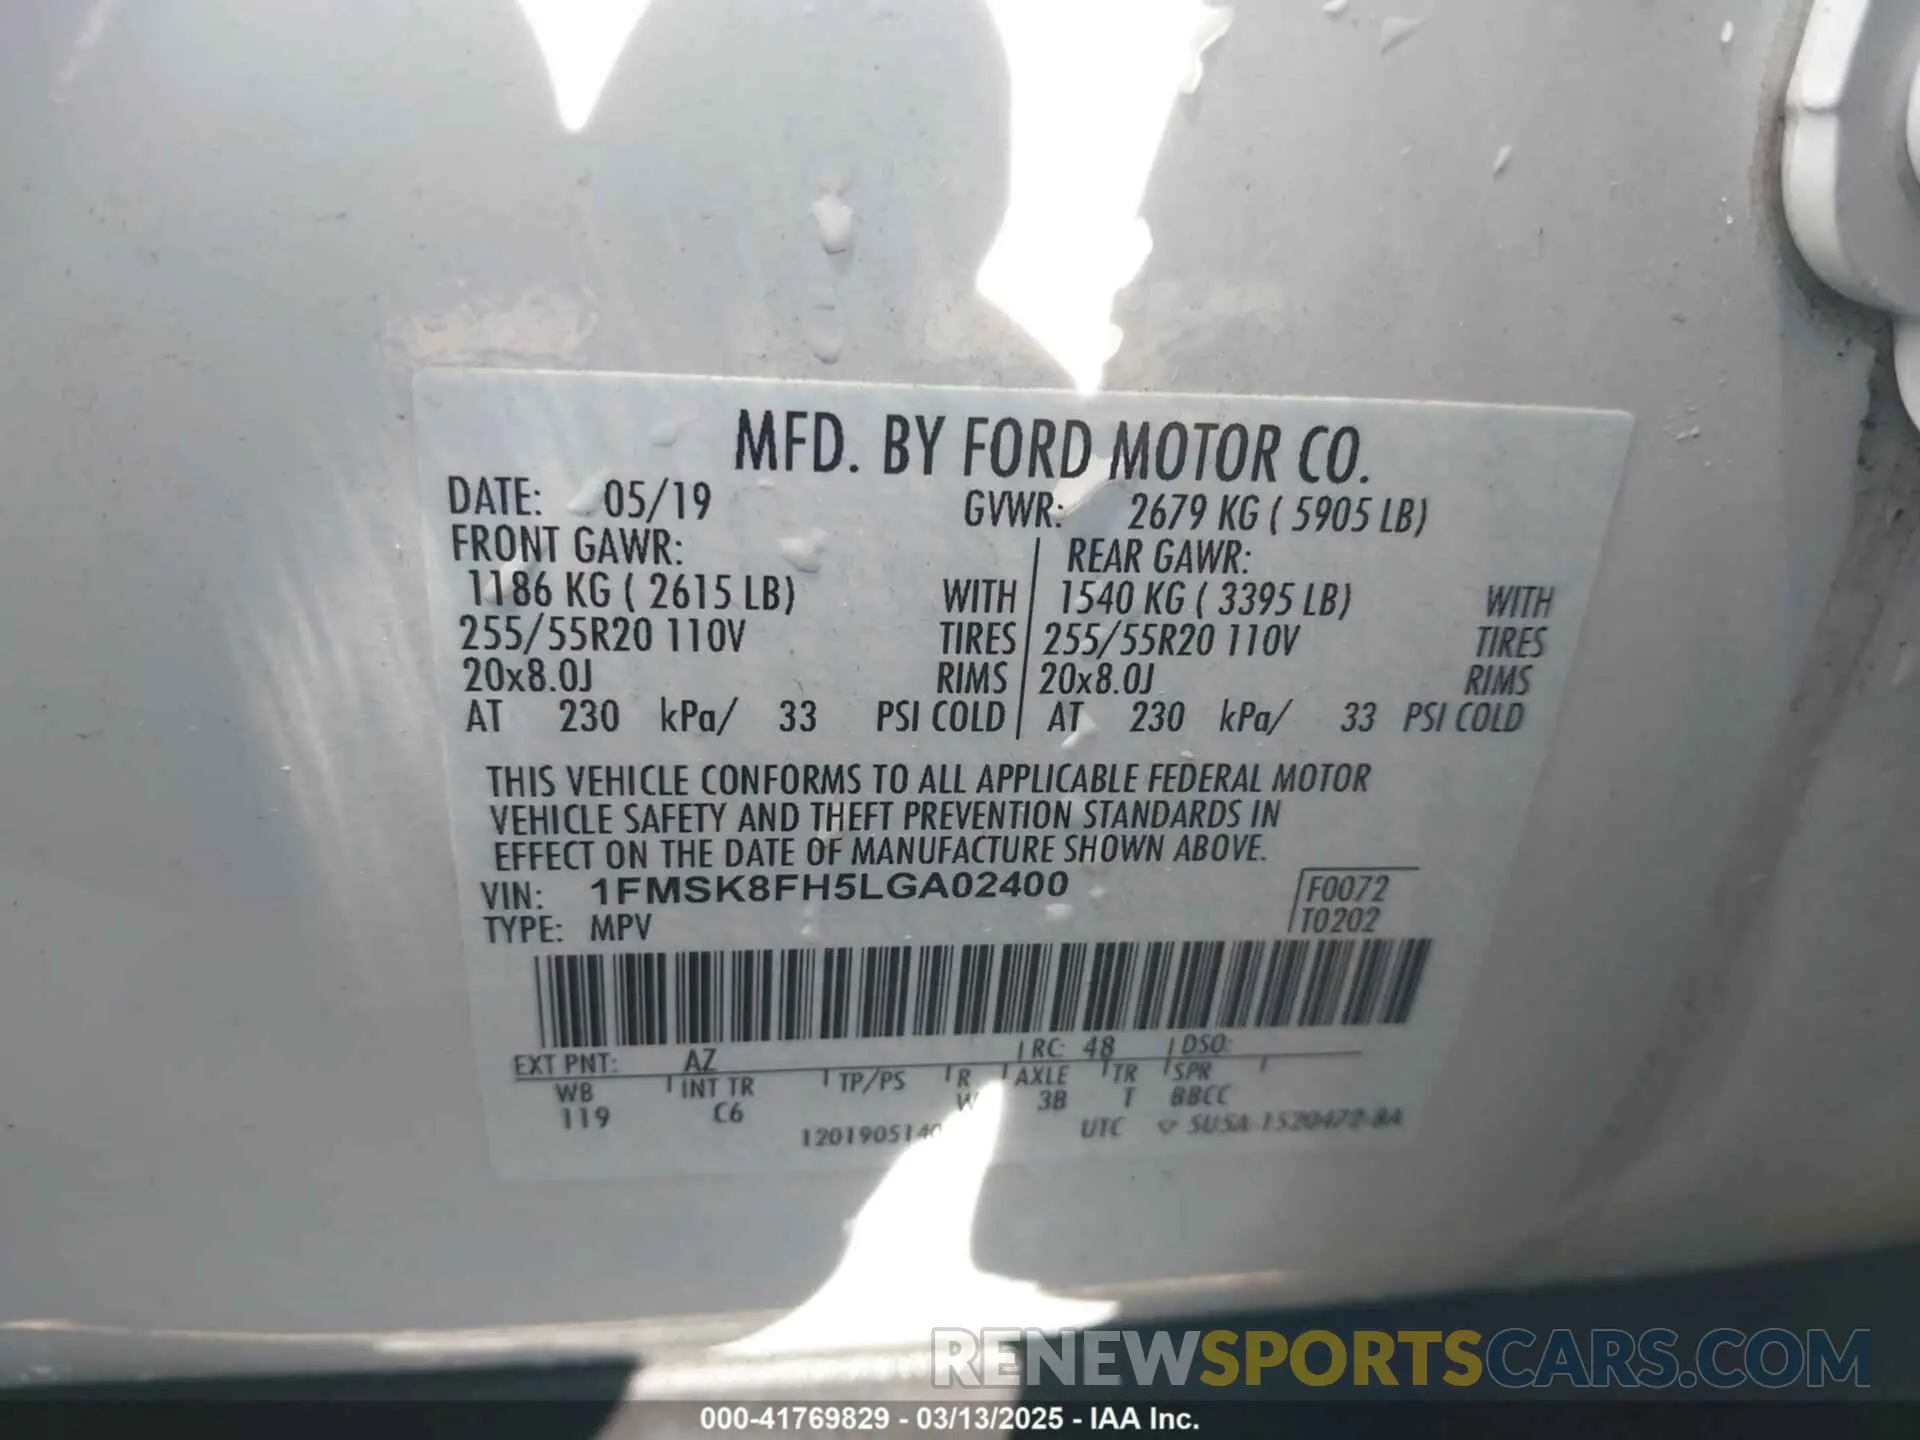 MFD. BY FORD MOTOR CO.
DATE: 05/19 GVWR: 2679 KG ( 5905 LB)
FRONT GAWR: REAR GAWR:
1186 KG ( 2615 LB) WITH 1540 KG ( 3395 LB) WITH
255/55R20 110V TIRES 255/55R20 110V TIRES
20x8.0J RIMS 20x8.0J RIMS
AT 230 kPa/ 33 PSI COLD AT 230 kPa/ 33 PSI COLD
THIS VEHICLE CONFORMS TO ALL APPLICABLE FEDERAL MOTOR
VEHICLE SAFETY AND THEFT PREVENTION STANDARDS IN
EFFECT ON THE DATE OF MANUFACTURE SHOWN ABOVE.
VIN: 1FMSK8FH5LGA02400 F0072
TYPE: MPV T0202
EXT PNT: AZ RC: 48 DSO:
WB INT TR TP/PS R AXLE TR SPR
119 C6 W 3B T BBCC
12019051 UTC SU5A-1520472-BA
RENEWSPORTSCARS.COM
000-41769829 - 03/13/2025 - IAA Inc.